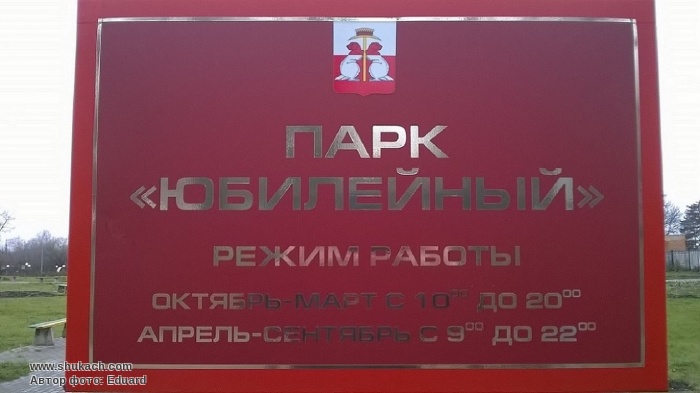 ПАРК
«ЮБИЛЕЙНЫЙ»
РЕЖИМ РАБОТЫ
ОКТЯБРЬ-МАРТ С 10⁰⁰ ДО 20⁰⁰
АПРЕЛЬ-СЕНТЯБРЬ С 9⁰⁰ ДО 22⁰⁰
www.shukach.com
Автор фото: Eduard